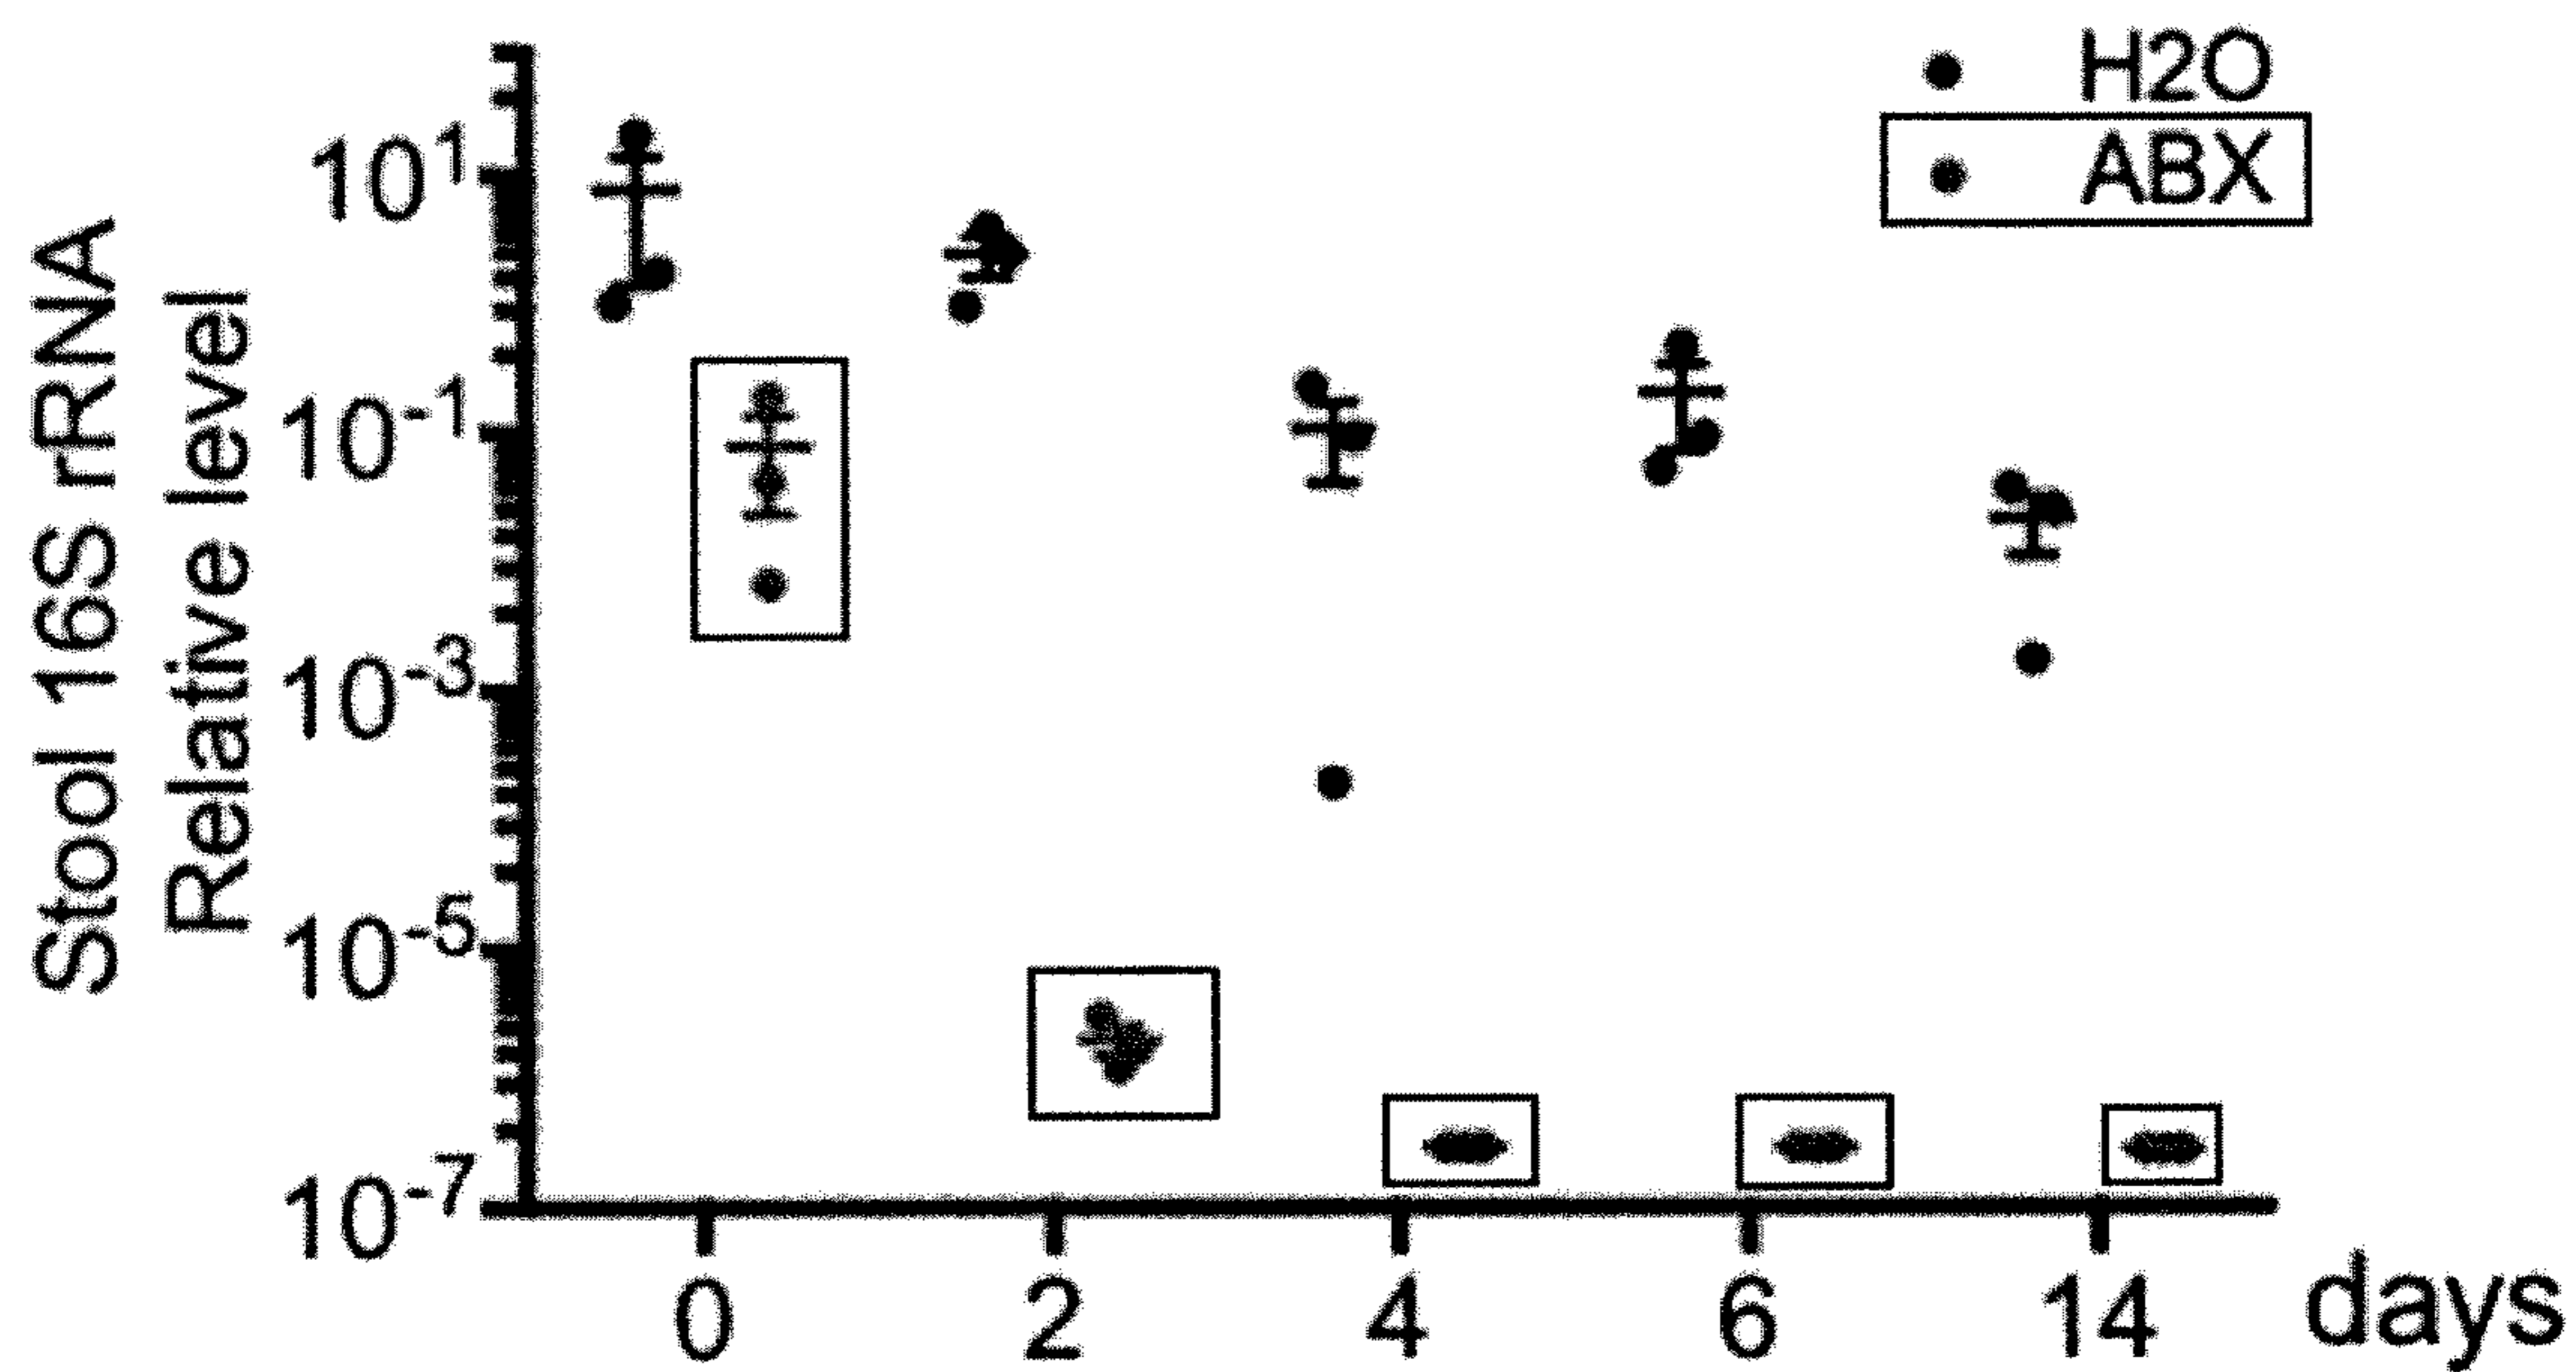 Stool 16S rRNA
Relative level
10^1
10^-1
10^-3
10^-5
10^-7
H2O
ABX
0 2 4 6 14 days